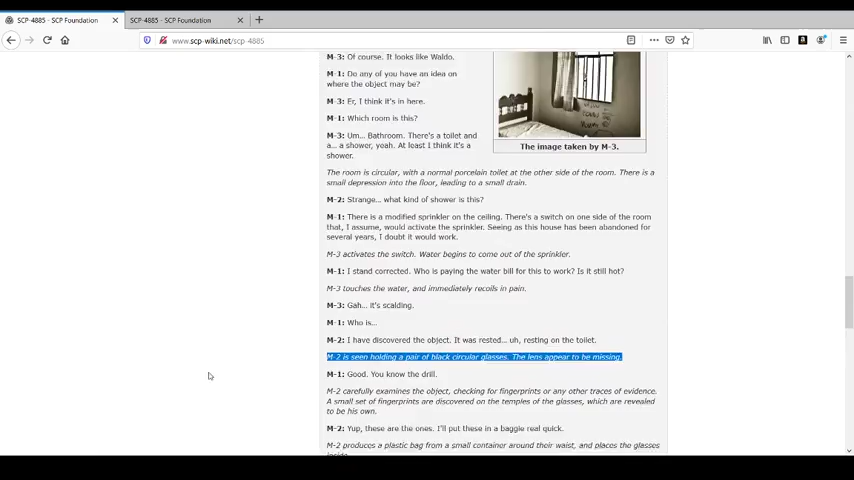 SCP-4885 - SCP Foundation
SCP-4885 - SCP Foundation
www.scp-wiki.net/scp-4885
M-3: Of course. It looks like Waldo.
M-1: Do any of you have an idea on
where the object may be?
M-3: Er, I think it's in here.
M-1: Which room is this?
M-3: Um... Bathroom. There's a toilet and
a... a shower, yeah. At least I think it's a
shower.
The image taken by M-3.
The room is circular, with a normal porcelain toilet at the other side of the room. There is a
small depression into the floor, leading to a small drain.
M-2: Strange... what kind of shower is this?
M-1: There is a modified sprinkler on the ceiling. There's a switch on one side of the room
that, I assume, would activate the sprinkler. Seeing as this house has been abandoned for
several years, I doubt it would work.
M-3 activates the switch. Water begins to come out of the sprinkler.
M-1: I stand corrected. Who is paying the water bill for this to work? Is it still hot?
M-3 touches the water, and immediately recoils in pain.
M-3: Gah... it's scalding.
M-1: Who is...
M-2: I have discovered the object. It was rested... uh, resting on the toilet.
M-2 is seen holding a pair of black circular glasses. The lens appear to be missing.
M-1: Good. You know the drill.
M-2 carefully examines the object, checking for fingerprints or any other traces of evidence.
A small set of fingerprints are discovered on the temples of the glasses, which are revealed
to be his own.
M-2: Yup, these are the ones. I'll put these in a baggie real quick.
M-2 produces a plastic bag from a small container around their waist, and places the glasses
inside.